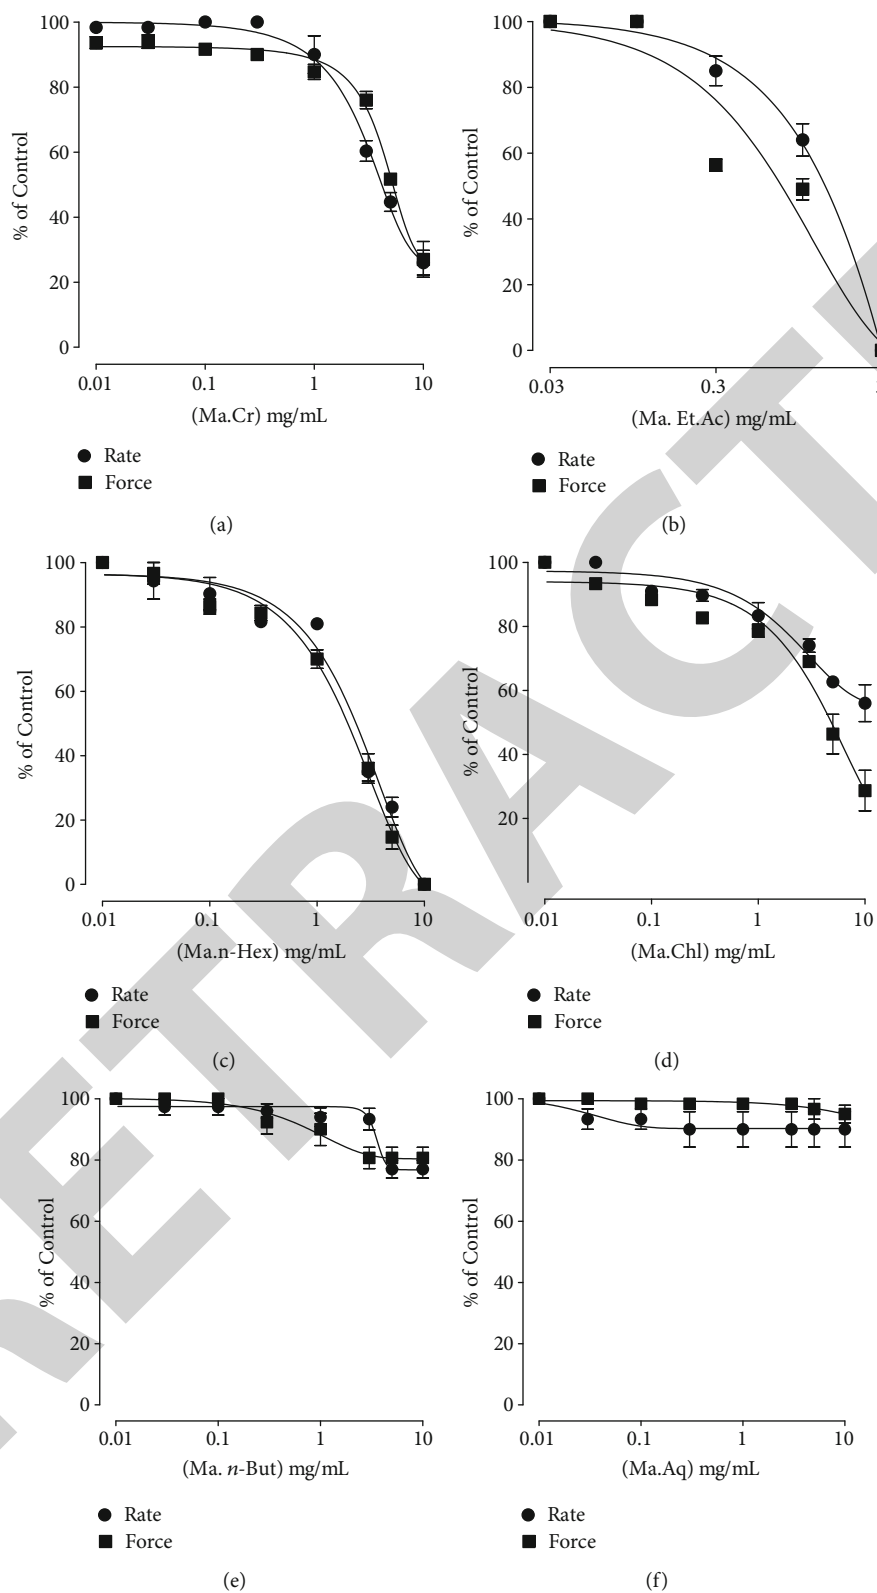 100
80
60
40
20
0
% of Control
0.01 0.1 1 10
(Ma.Cr) mg/mL
Rate
Force
(a)
100
80
60
40
20
0
% of Control
0.03 0.3
(Ma. Et.Ac) mg/mL
Rate
Force
(b)
100
80
60
40
20
0
% of Control
0.01 0.1 1 10
(Ma.n-Hex) mg/mL
Rate
Force
(c)
100
80
60
40
20
% of Control
0.01 0.1 1 10
(Ma.Chl) mg/mL
Rate
Force
(d)
100
80
60
40
20
0
% of Control
0.01 0.1 1 10
(Ma. n-But) mg/mL
Rate
Force
(e)
100
80
60
40
20
0
% of Control
0.01 0.1 1 10
(Ma.Aq) mg/mL
Rate
Force
(f)
RETRACT